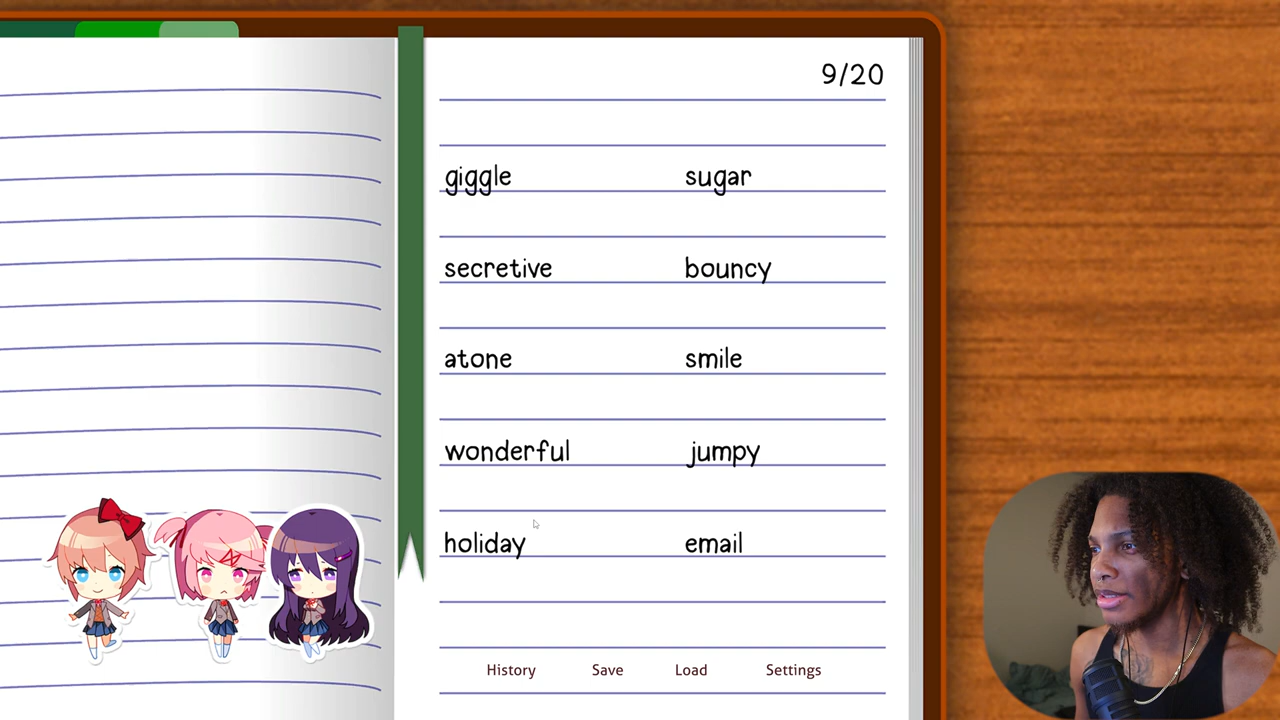 9/20
giggle sugar
secretive bouncy
atone smile
wonderful jumpy
holiday email
History Save Load Settings